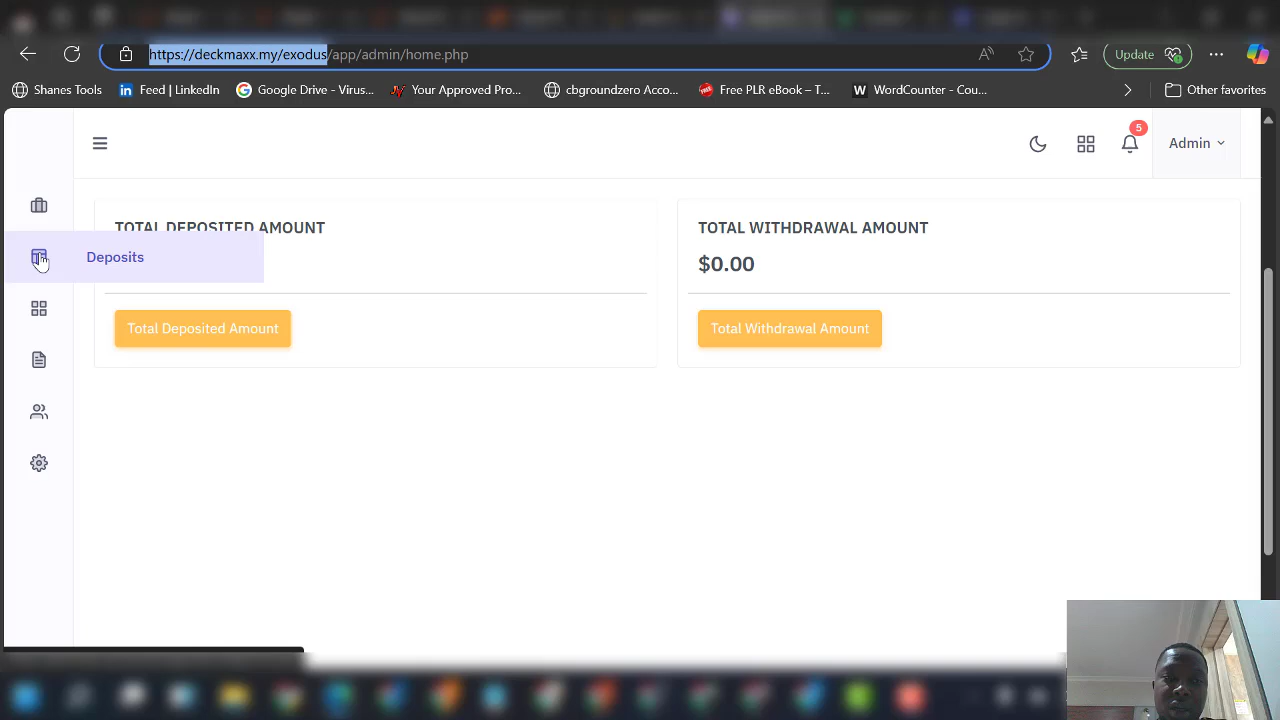 https://deckmaxx.my/exodus/app/admin/home.php
Update
Shanes Tools
Feed | LinkedIn
Google Drive - Virus...
Your Approved Pro...
cbgroundzero Acco...
Free PLR eBook – T...
WordCounter - Cou...
Other favorites
5
Admin
TOTAL DEPOSITED AMOUNT
TOTAL WITHDRAWAL AMOUNT
Deposits
$0.00
Total Deposited Amount
Total Withdrawal Amount